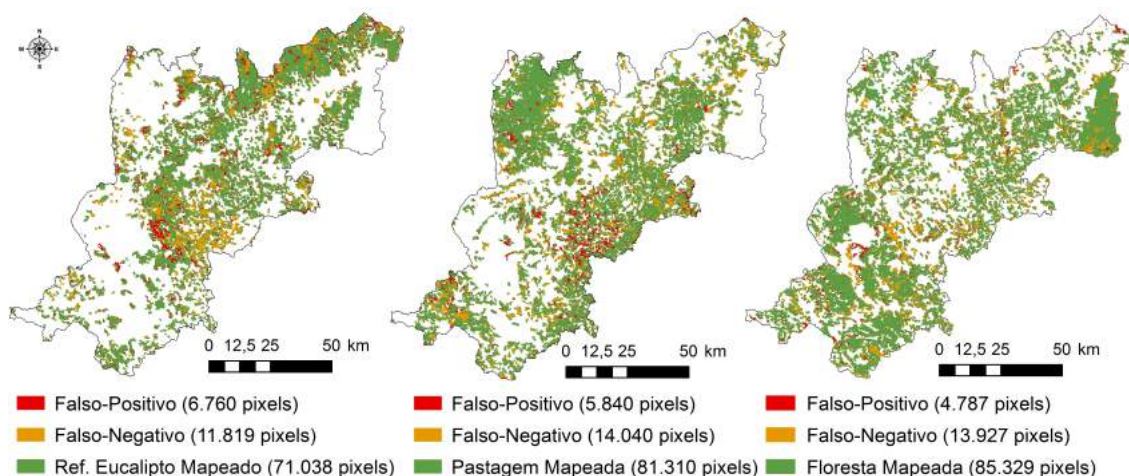 N
W E
S
0 12,5 25 50 km
0 12,5 25 50 km
0 12,5 25 50 km
Falso-Positivo (6.760 pixels)
Falso-Negativo (11.819 pixels)
Ref. Eucalipto Mapeado (71.038 pixels)
Falso-Positivo (5.840 pixels)
Falso-Negativo (14.040 pixels)
Pastagem Mapeada (81.310 pixels)
Falso-Positivo (4.787 pixels)
Falso-Negativo (13.927 pixels)
Floresta Mapeada (85.329 pixels)